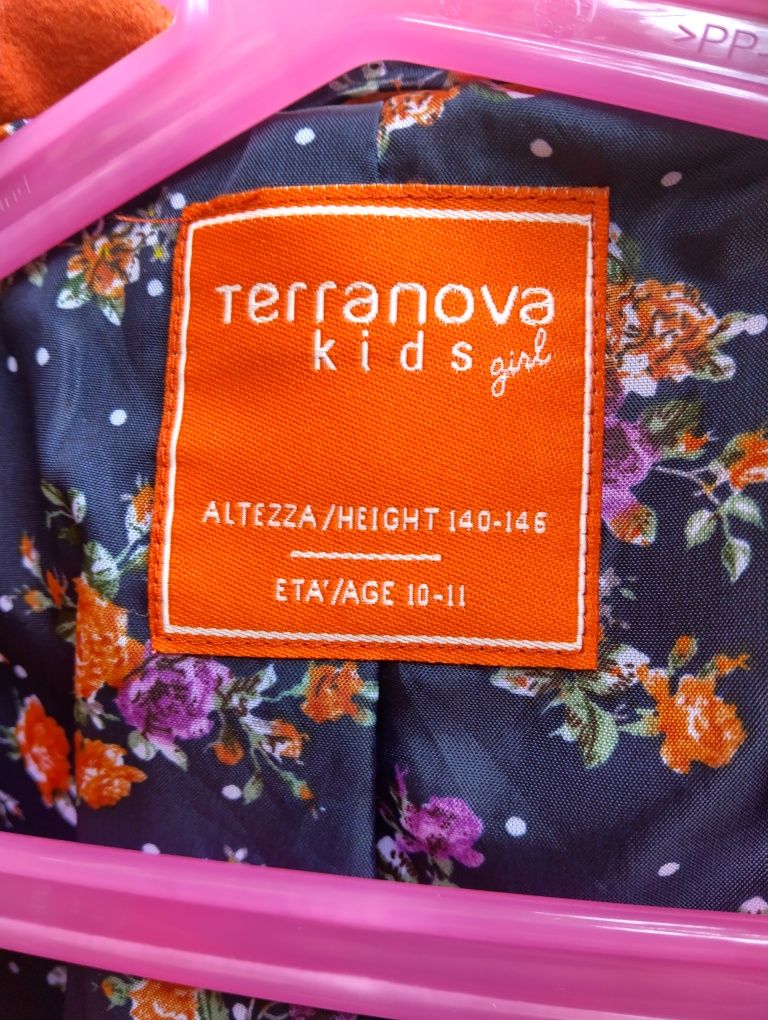 >PP
Terranova
kids girl
ALTEZZA/HEIGHT 140-146
ETA'/AGE 10-11